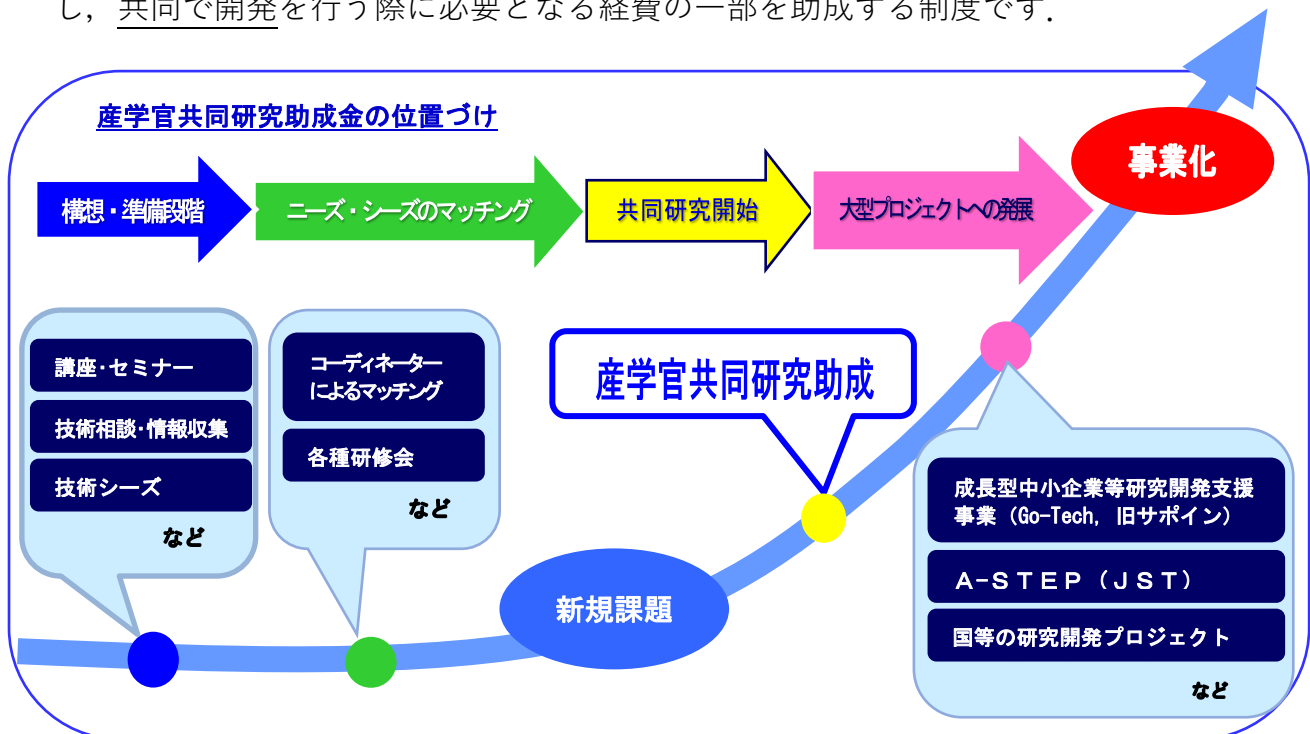 し，共同で開発を行う際に必要となる経費の一部を助成する制度です．
産学官共同研究助成金の位置づけ
事業化
構想・準備段階
ニーズ・シーズのマッチング
共同研究開始
大型プロジェクトへの発展
講座･セミナー
技術相談･情報収集
技術シーズ
など
コーディネーター
によるマッチング
各種研修会
など
産学官共同研究助成
新規課題
成長型中小企業等研究開発支援
事業（Go-Tech，旧サポイン）
Ａ-ＳＴＥＰ（ＪＳＴ）
国等の研究開発プロジェクト
など